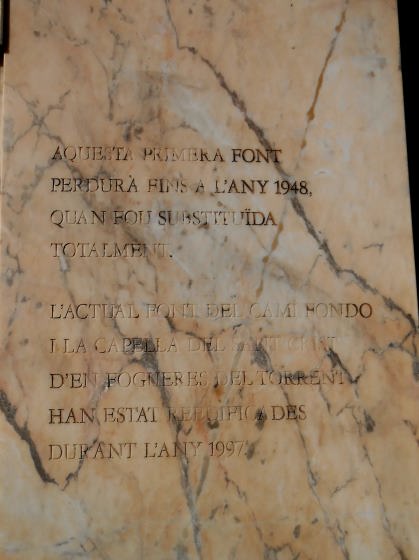 AQUESTA PRIMERA FONT
PERDURÀ FINS A L'ANY 1948,
QUAN FOU SUBSTITUÏDA
TOTALMENT.
L'ACTUAL FONT DEL CAMÍ FONDO
I LA CAPELLA DEL SANT CRIST
D'EN FOGUERES DEL TORRENT
HAN ESTAT REEDIFICADES
DURANT L'ANY 1997.